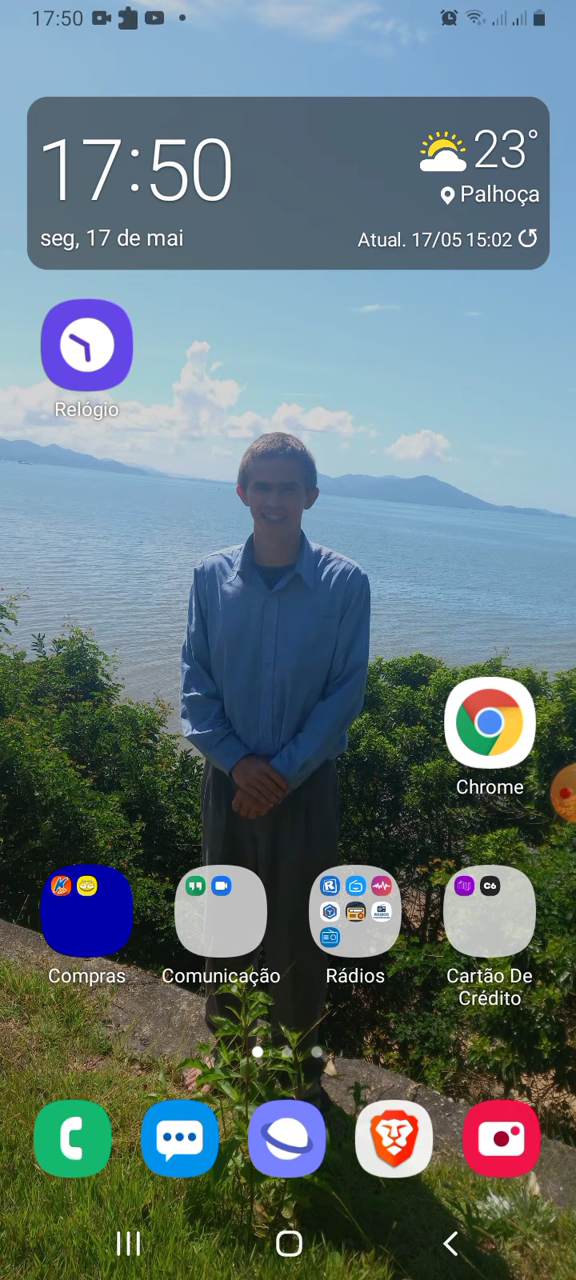 17:50
17:50
23°
Palhoça
seg, 17 de mai
Atual. 17/05 15:02
Relógio
Chrome
Compras
Comunicação
Rádios
Cartão De
Crédito